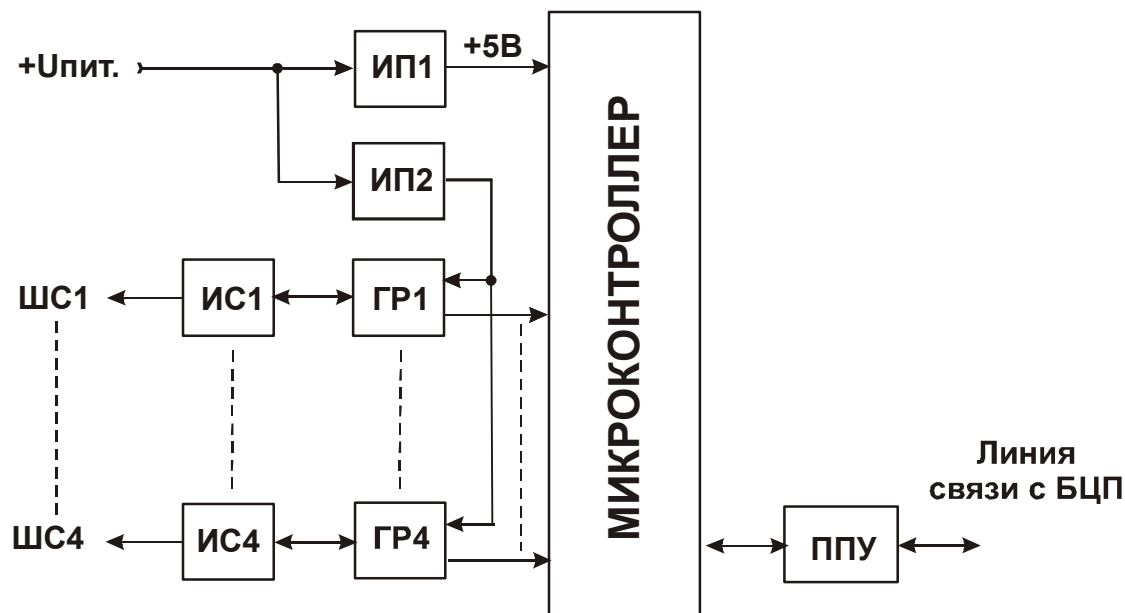 +Uпит.
ИП1
+5В
ИП2
ШС1
ИС1
ГР1
МИКРОКОНТРОЛЛЕР
Линия
связи с БЦП
ШС4
ИС4
ГР4
ППУ